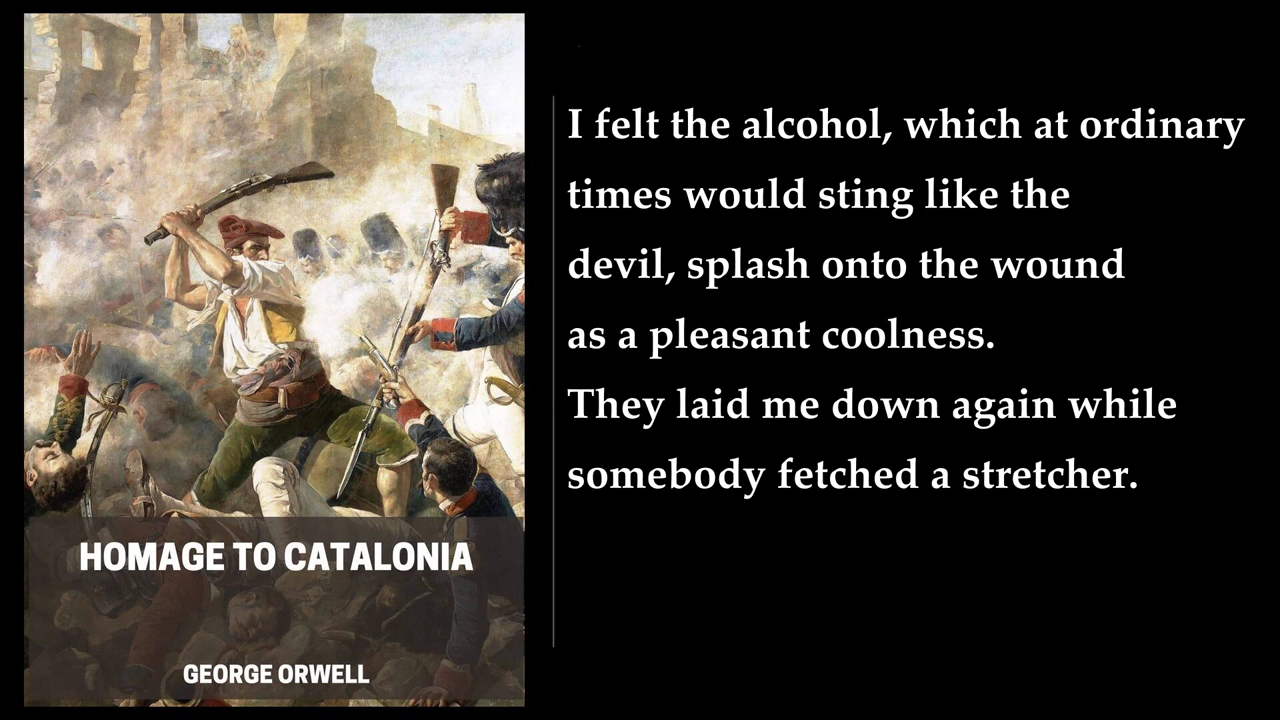 I felt the alcohol, which at ordinary
times would sting like the
devil, splash onto the wound
as a pleasant coolness.
They laid me down again while
somebody fetched a stretcher.
HOMAGE TO CATALONIA
GEORGE ORWELL